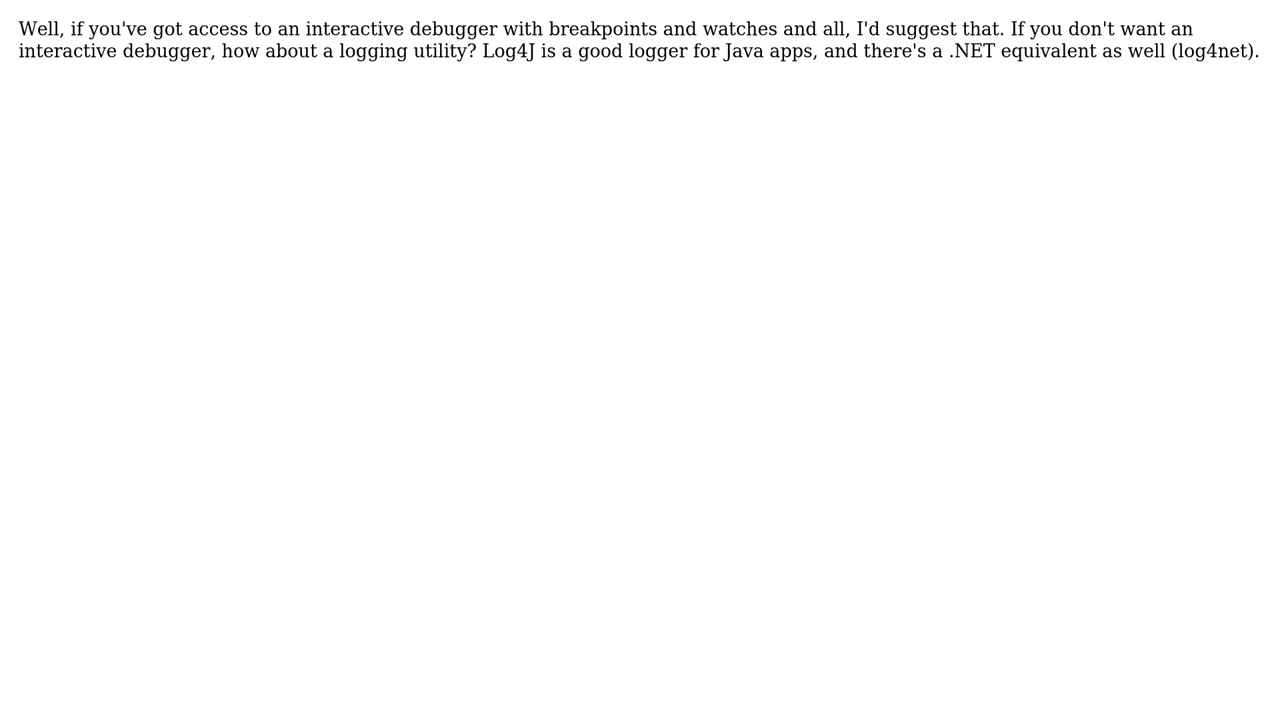 Well, if you've got access to an interactive debugger with breakpoints and watches and all, I'd suggest that. If you don't want an
interactive debugger, how about a logging utility? Log4J is a good logger for Java apps, and there's a .NET equivalent as well (log4net).